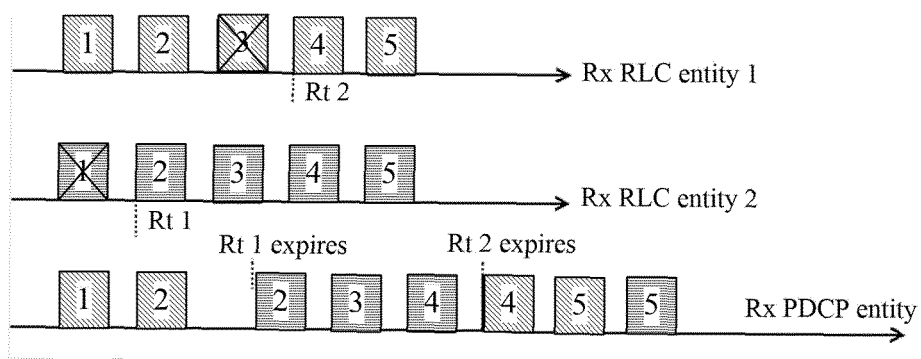 1 2 3 4 5
Rx RLC entity 1
Rt 2
1 2 3 4 5
Rx RLC entity 2
Rt 1
Rt 1 expires Rt 2 expires
1 2 2 3 4 4 5 5
Rx PDCP entity